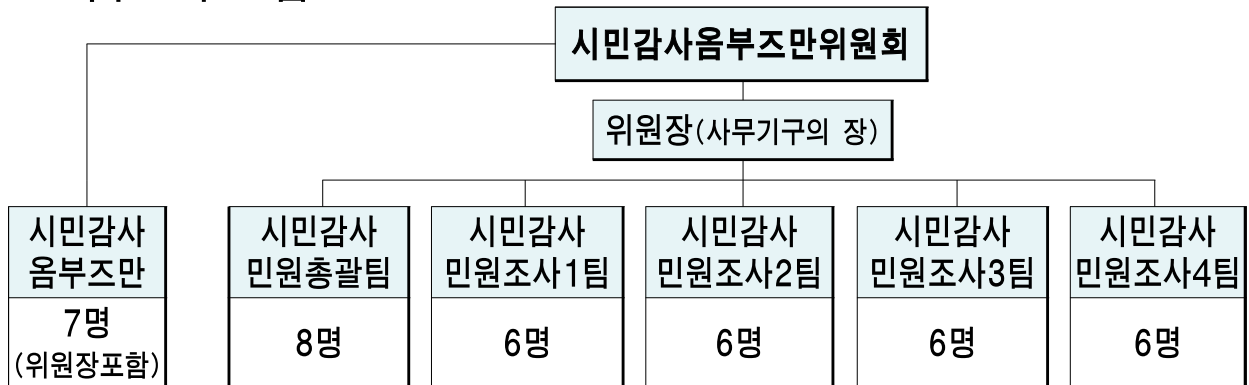 시민감사옴부즈만위원회
위원장(사무기구의 장)
시민감사
옴부즈만
7명
(위원장포함)
시민감사
민원총괄팀
8명
시민감사
민원조사1팀
6명
시민감사
민원조사2팀
6명
시민감사
민원조사3팀
6명
시민감사
민원조사4팀
6명